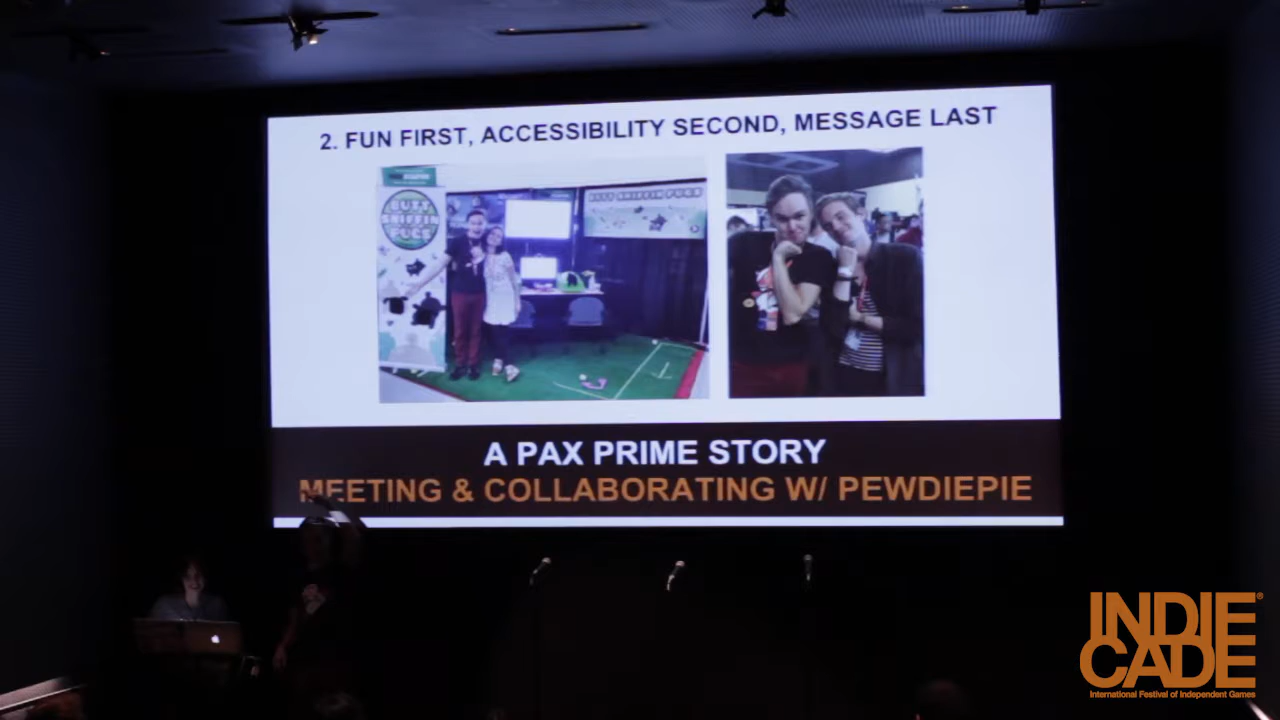 2. FUN FIRST, ACCESSIBILITY SECOND, MESSAGE LAST
BUTT
SNIFFIN
PUGS
BUTT SNIFFIN PUGS
A PAX PRIME STORY
MEETING & COLLABORATING W/ PEWDIEPIE
INDIE
CADE
International Festival of Independent Games